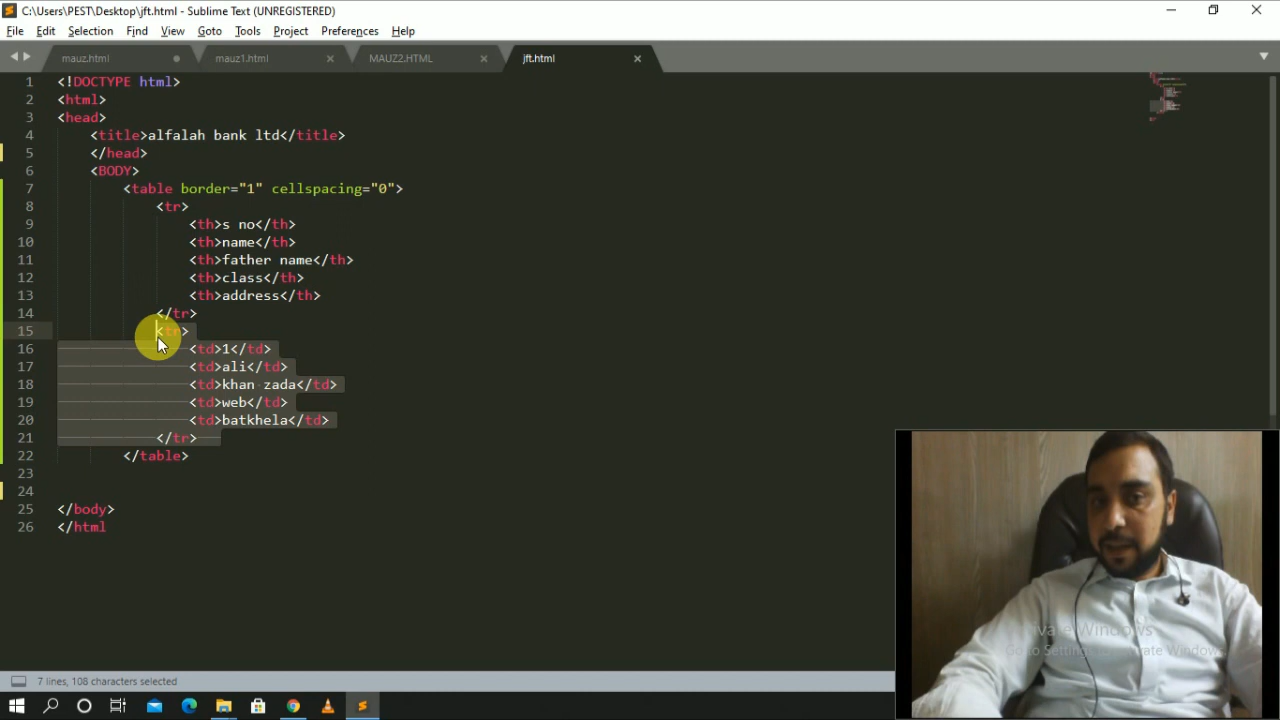 C:\Users\PEST\Desktop\jft.html - Sublime Text (UNREGISTERED)
File Edit Selection Find View Goto Tools Project Preferences Help
mauz.html mauz1.html MAUZ2.HTML jft.html
1 <!DOCTYPE html>
2 <html>
3 <head>
4 <title>alfalah bank ltd</title>
5 </head>
6 <BODY>
7 <table border="1" cellspacing="0">
8 <tr>
9 <th>s no</th>
10 <th>name</th>
11 <th>father name</th>
12 <th>class</th>
13 <th>address</th>
14 </tr>
15 <tr>
16 <td>1</td>
17 <td>ali</td>
18 <td>khan zada</td>
19 <td>web</td>
20 <td>batkhela</td>
21 </tr>
22 </table>
23
24
25 </body>
26 </html
7 lines, 108 characters selected